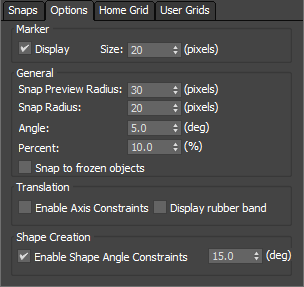 Snaps Options Home Grid User Grids
Marker
Display Size: 20 (pixels)
General
Snap Preview Radius: 30 (pixels)
Snap Radius: 20 (pixels)
Angle: 5.0 (deg)
Percent: 10.0 (%)
Snap to frozen objects
Translation
Enable Axis Constraints Display rubber band
Shape Creation
Enable Shape Angle Constraints 15.0 (deg)